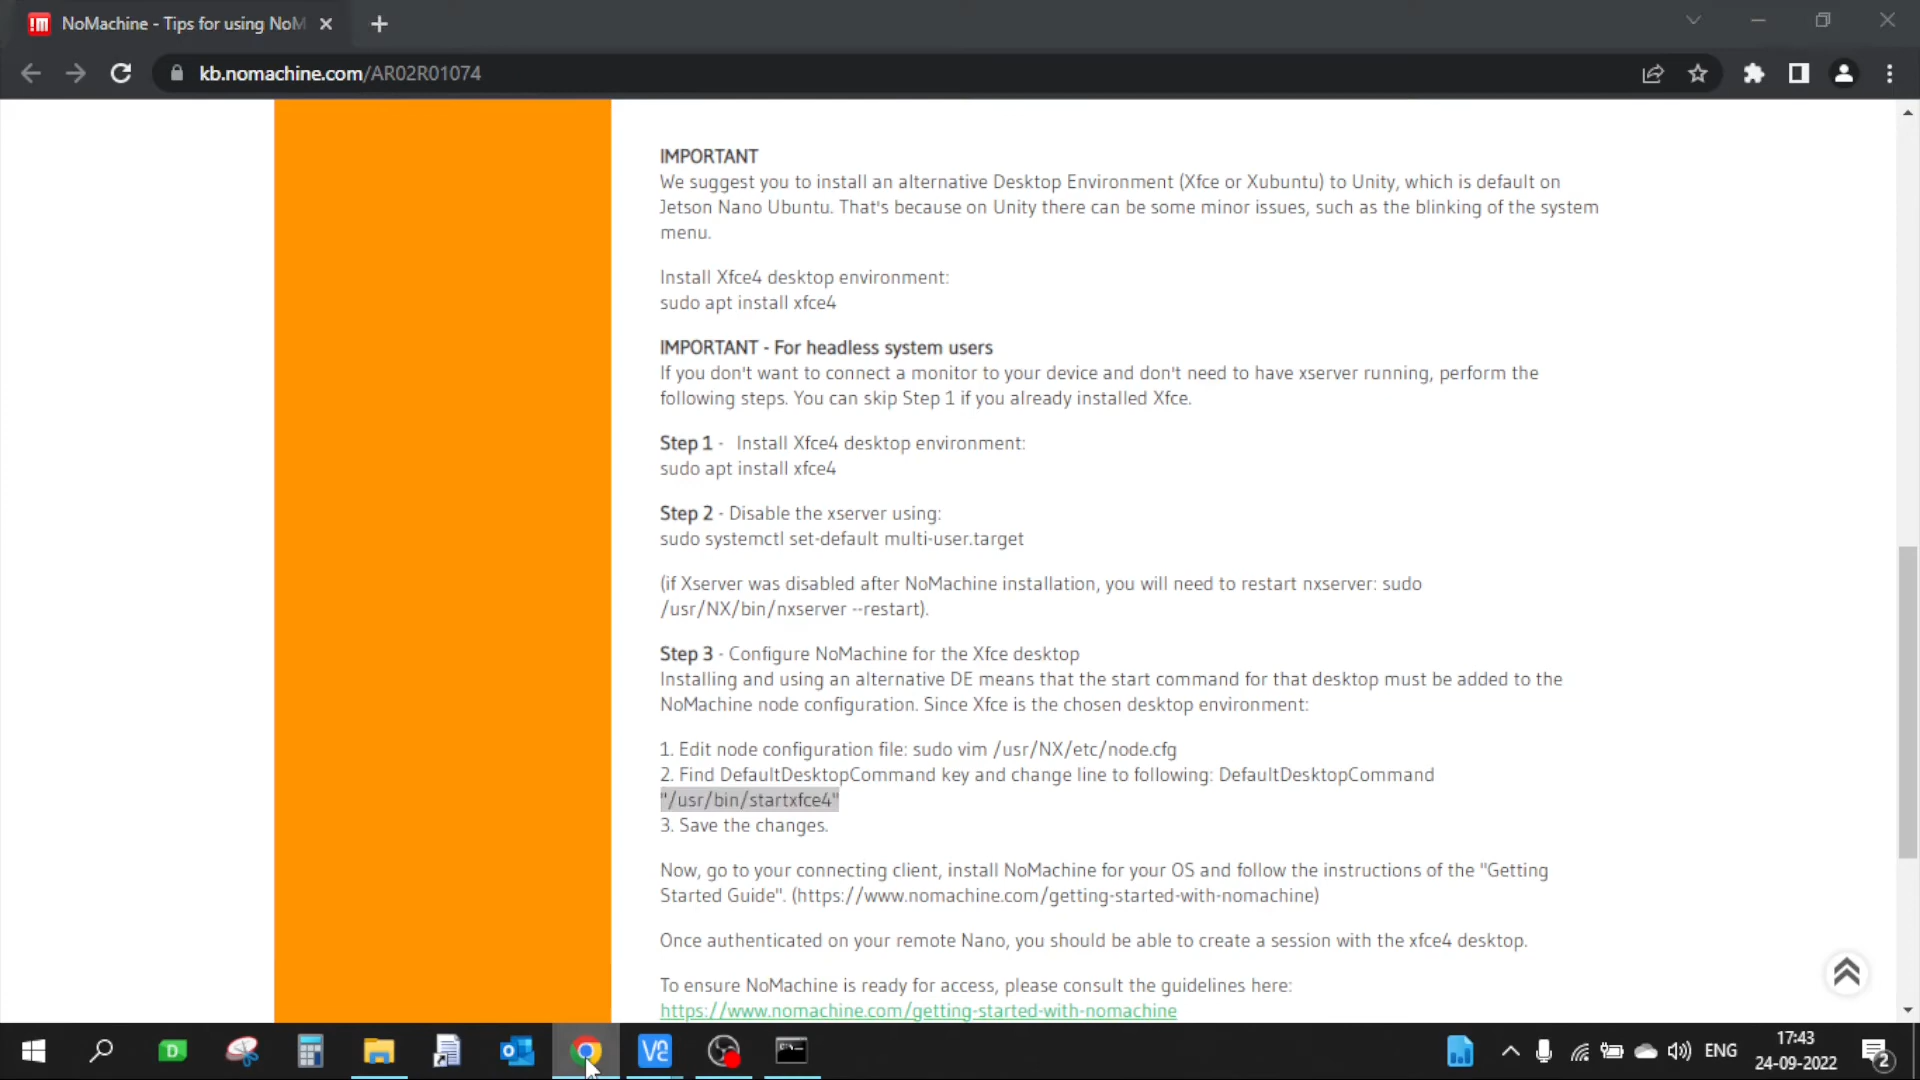 NoMachine - Tips for using NoM
kb.nomachine.com/AR02R01074
IMPORTANT
We suggest you to install an alternative Desktop Environment (Xfce or Xubuntu) to Unity, which is default on
Jetson Nano Ubuntu. That's because on Unity there can be some minor issues, such as the blinking of the system
menu.
Install Xfce4 desktop environment:
sudo apt install xfce4
IMPORTANT - For headless system users
If you don't want to connect a monitor to your device and don't need to have xserver running, perform the
following steps. You can skip Step 1 if you already installed Xfce.
Step 1 - Install Xfce4 desktop environment:
sudo apt install xfce4
Step 2 - Disable the xserver using:
sudo systemctl set-default multi-user.target
(if Xserver was disabled after NoMachine installation, you will need to restart nxserver: sudo
/usr/NX/bin/nxserver --restart).
Step 3 - Configure NoMachine for the Xfce desktop
Installing and using an alternative DE means that the start command for that desktop must be added to the
NoMachine node configuration. Since Xfce is the chosen desktop environment:
1. Edit node configuration file: sudo vim /usr/NX/etc/node.cfg
2. Find DefaultDesktopCommand key and change line to following: DefaultDesktopCommand
"/usr/bin/startxfce4"
3. Save the changes.
Now, go to your connecting client, install NoMachine for your OS and follow the instructions of the "Getting
Started Guide". (https://www.nomachine.com/getting-started-with-nomachine)
Once authenticated on your remote Nano, you should be able to create a session with the xfce4 desktop.
To ensure NoMachine is ready for access, please consult the guidelines here:
https://www.nomachine.com/getting-started-with-nomachine
ENG
17:43
24-09-2022
2